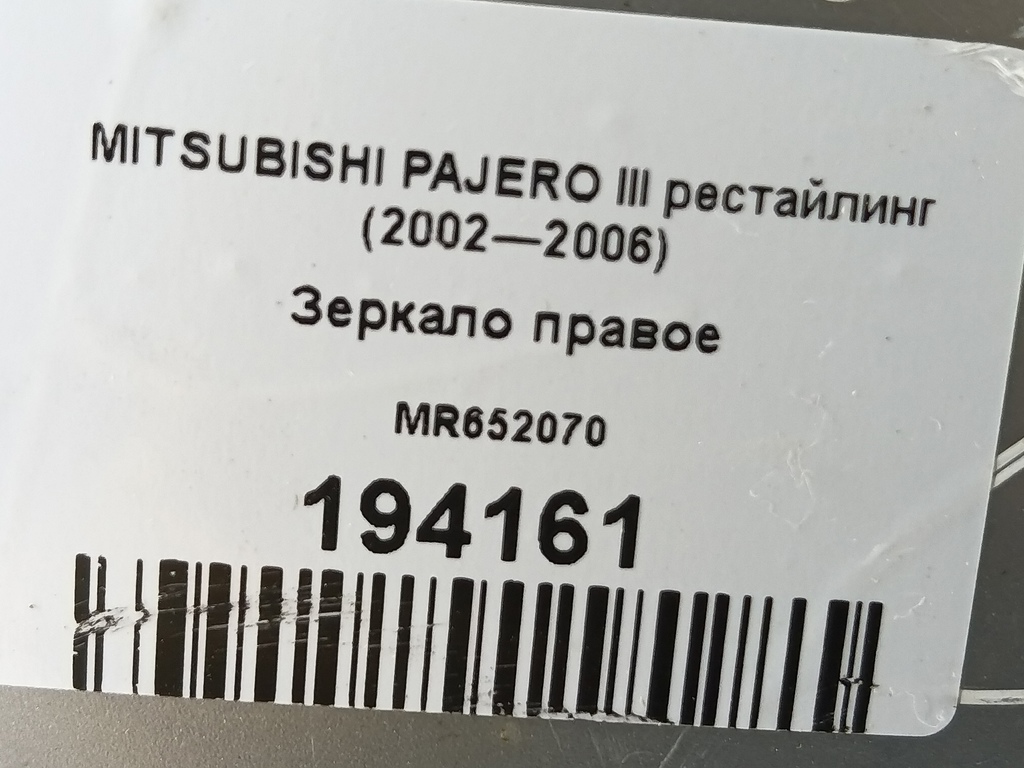 MITSUBISHI PAJERO III рестайлинг
(2002—2006)
Зеркало правое
MR652070
194161